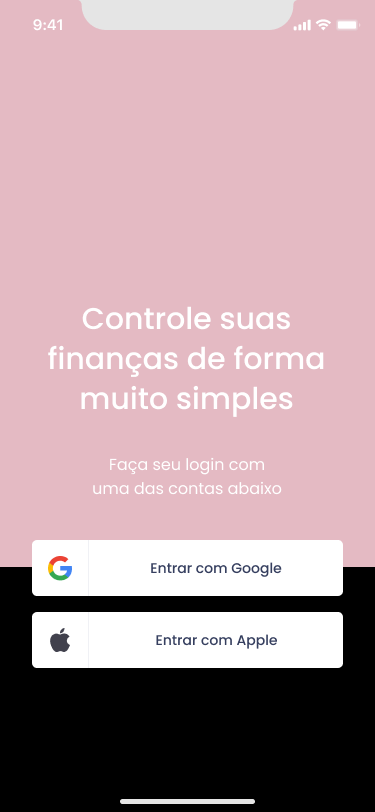 9:41
Controle suas
finanças de forma
muito simples
Faça seu login com
uma das contas abaixo
Entrar com Google
Entrar com Apple